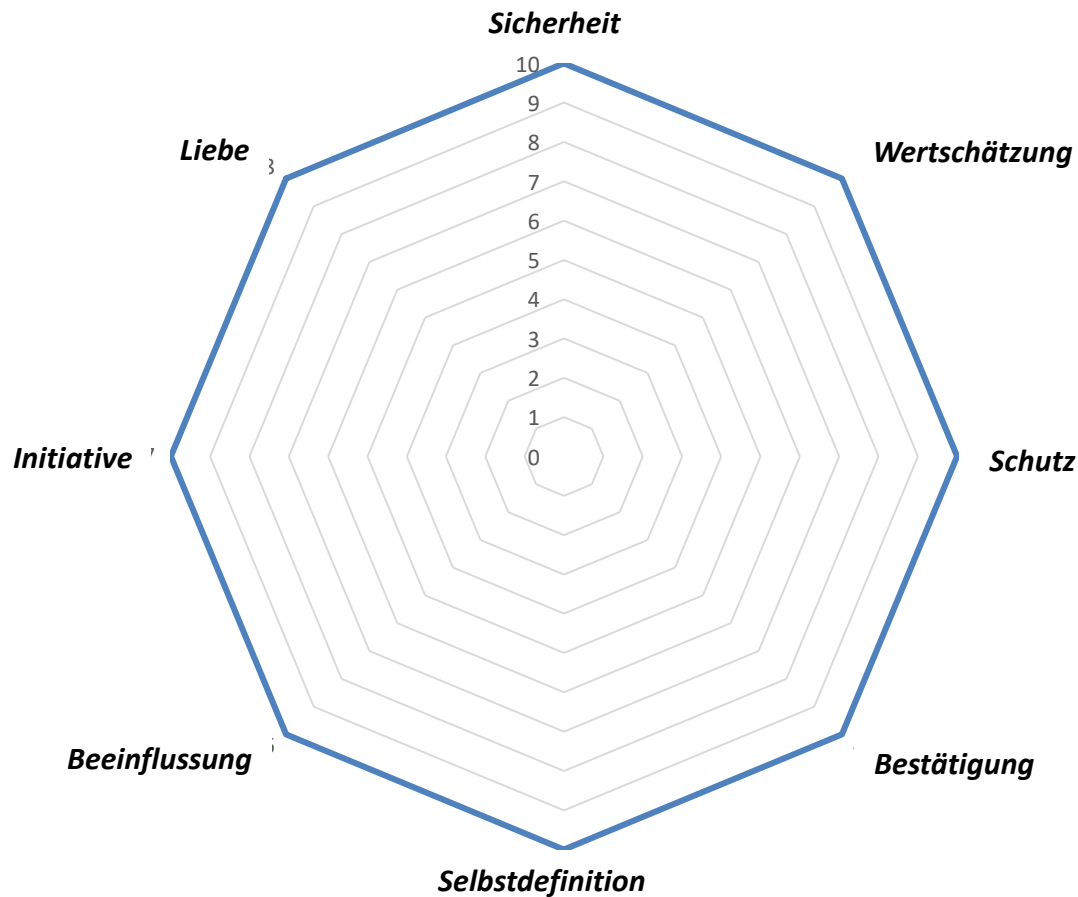 Sicherheit
10
9
Liebe
Wertschätzung
8
7
6
5
4
3
2
1
Initiative
0
Schutz
Beeinflussung
Bestätigung
Selbstdefinition